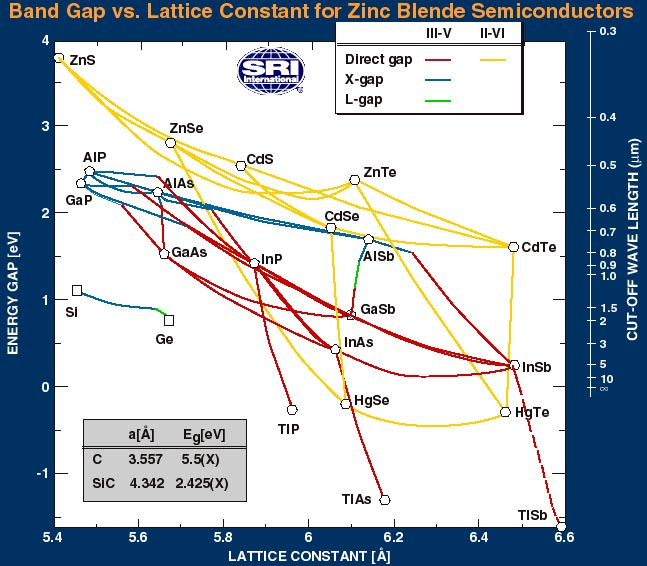 Band Gap vs. Lattice Constant for Zinc Blende Semiconductors
III-V II-VI
Direct gap
X-gap
L-gap
SRI
International
ENERGY GAP [eV]
4
3
2
1
0
-1
CUT-OFF WAVE LENGTH (µm)
0.3
0.4
0.5
0.6
0.7
0.8
0.9
1.0
1.5
2
3
5
10
∞
ZnS
ZnSe
CdS
ZnTe
AlP
GaP
AlAs
CdSe
AlSb
CdTe
GaAs
InP
Si
Ge
GaSb
InAs
InSb
HgSe
HgTe
TlP
TlAs
TlSb
a[Å] Eg[eV]
C 3.557 5.5(X)
SiC 4.342 2.425(X)
5.4 5.6 5.8 6 6.2 6.4 6.6
LATTICE CONSTANT [Å]